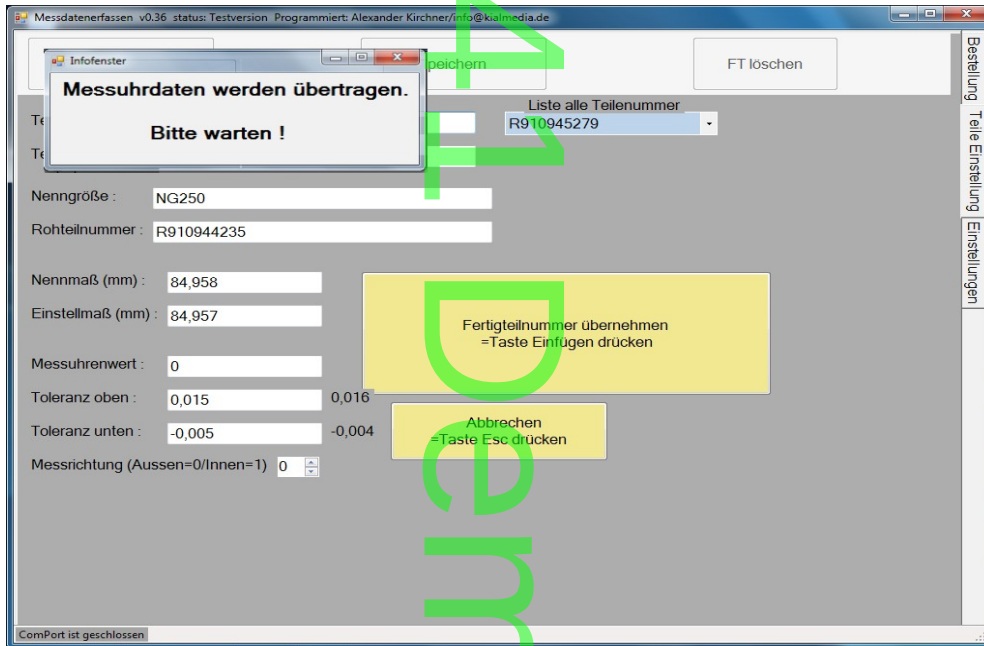 Messdatenerfassen v0.36 status: Testversion Programmiert: Alexander Kirchner/info@kialmedia.de
Infofenster
Messuhrdaten werden übertragen.
Bitte warten !
peichern
FT löschen
Bestellung
Teile Einstellung
Einstellungen
Te
Liste alle Teilenummer
R910945279
Te
Nenngröße :
NG250
Rohteilnummer :
R910944235
Nennmaß (mm) :
84,958
Einstellmaß (mm) :
84,957
Fertigteilnummer übernehmen
=Taste Einfügen drücken
Messuhrenwert :
0
Toleranz oben :
0,015
0,016
Toleranz unten :
-0,005
-0,004
Abbrechen
=Taste Esc drücken
Messrichtung (Aussen=0/Innen=1)
0
ComPort ist geschlossen
4 Dem